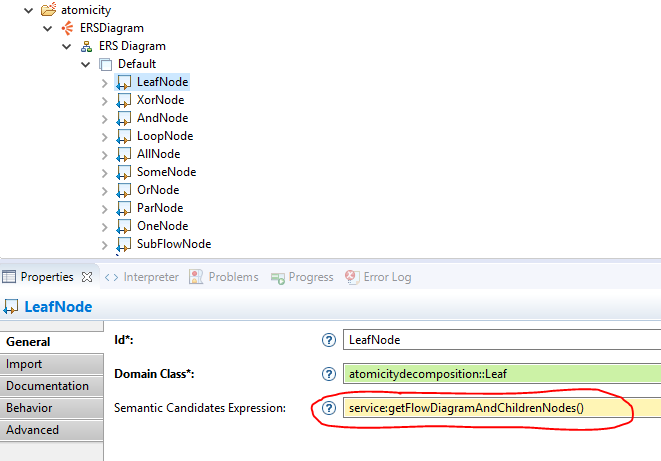 atomicity
ERSDiagram
ERS Diagram
Default
LeafNode
XorNode
AndNode
LoopNode
AllNode
SomeNode
OrNode
ParNode
OneNode
SubFlowNode
Properties Interpreter Problems Progress Error Log
LeafNode
General
Id*: LeafNode
Import
Domain Class*: atomicitydecomposition::Leaf
Documentation
Behavior
Semantic Candidates Expression: service:getFlowDiagramAndChildrenNodes()
Advanced